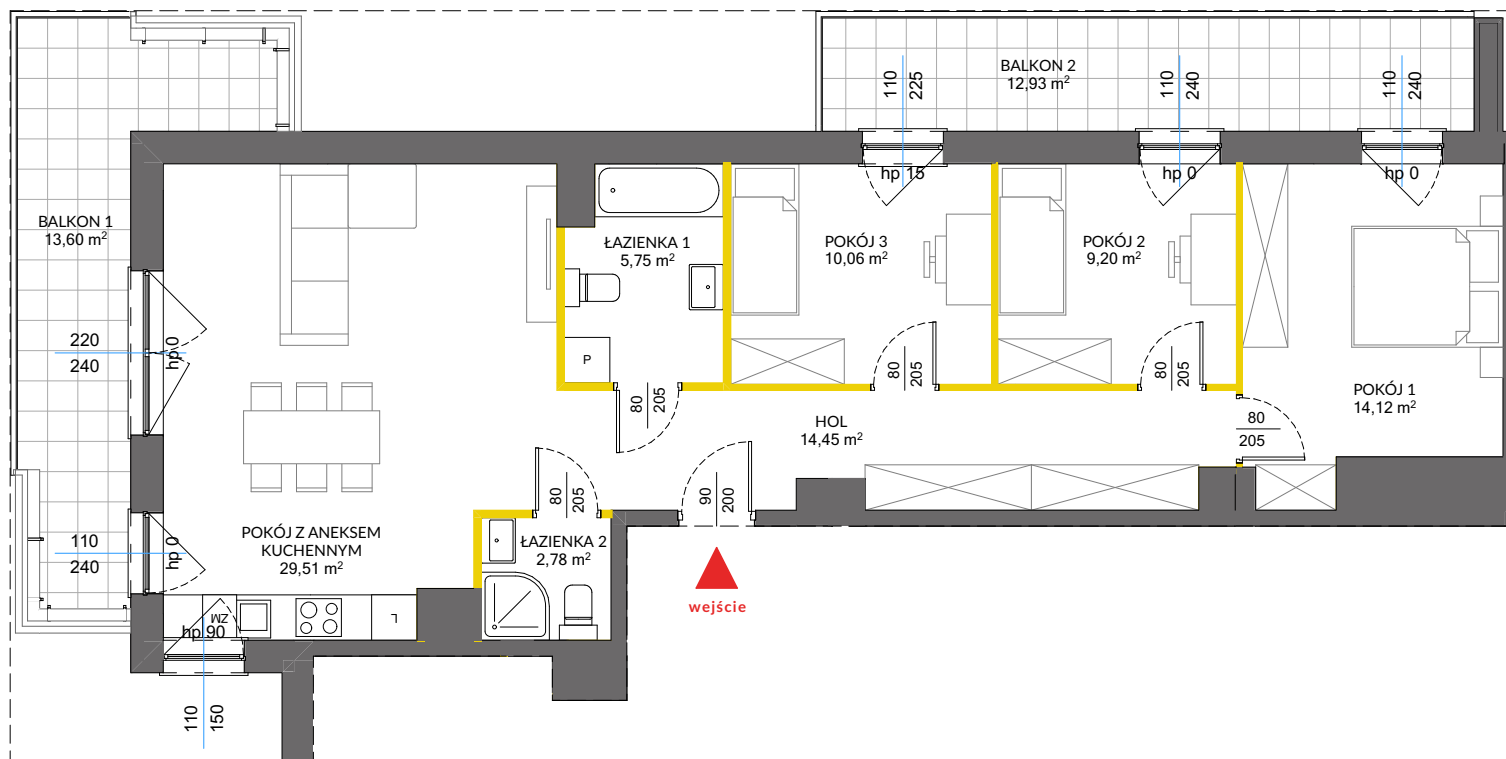 BALKON 2
12,93 m²
110
225
110
240
110
240
hp 15
hp 0
hp 0
BALKON 1
13,60 m²
ŁAZIENKA 1
5,75 m²
POKÓJ 3
10,06 m²
POKÓJ 2
9,20 m²
POKÓJ 1
14,12 m²
220
240
hp 0
P
80
205
80
205
80
205
80
205
HOL
14,45 m²
80
205
90
200
110
240
hp 0
POKÓJ Z ANEKSEM
KUCHENNYM
29,51 m²
ŁAZIENKA 2
2,78 m²
ZM
L
hp 90
wejście
110
150